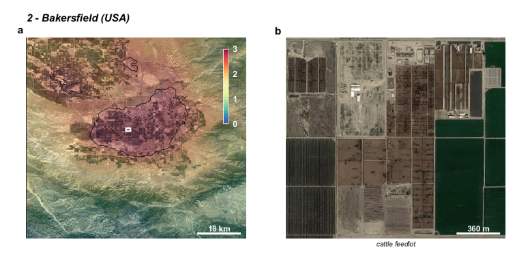 2 - Bakersfield (USA)
a
b
3
2
1
0
18 km
360 m
cattle feedlot